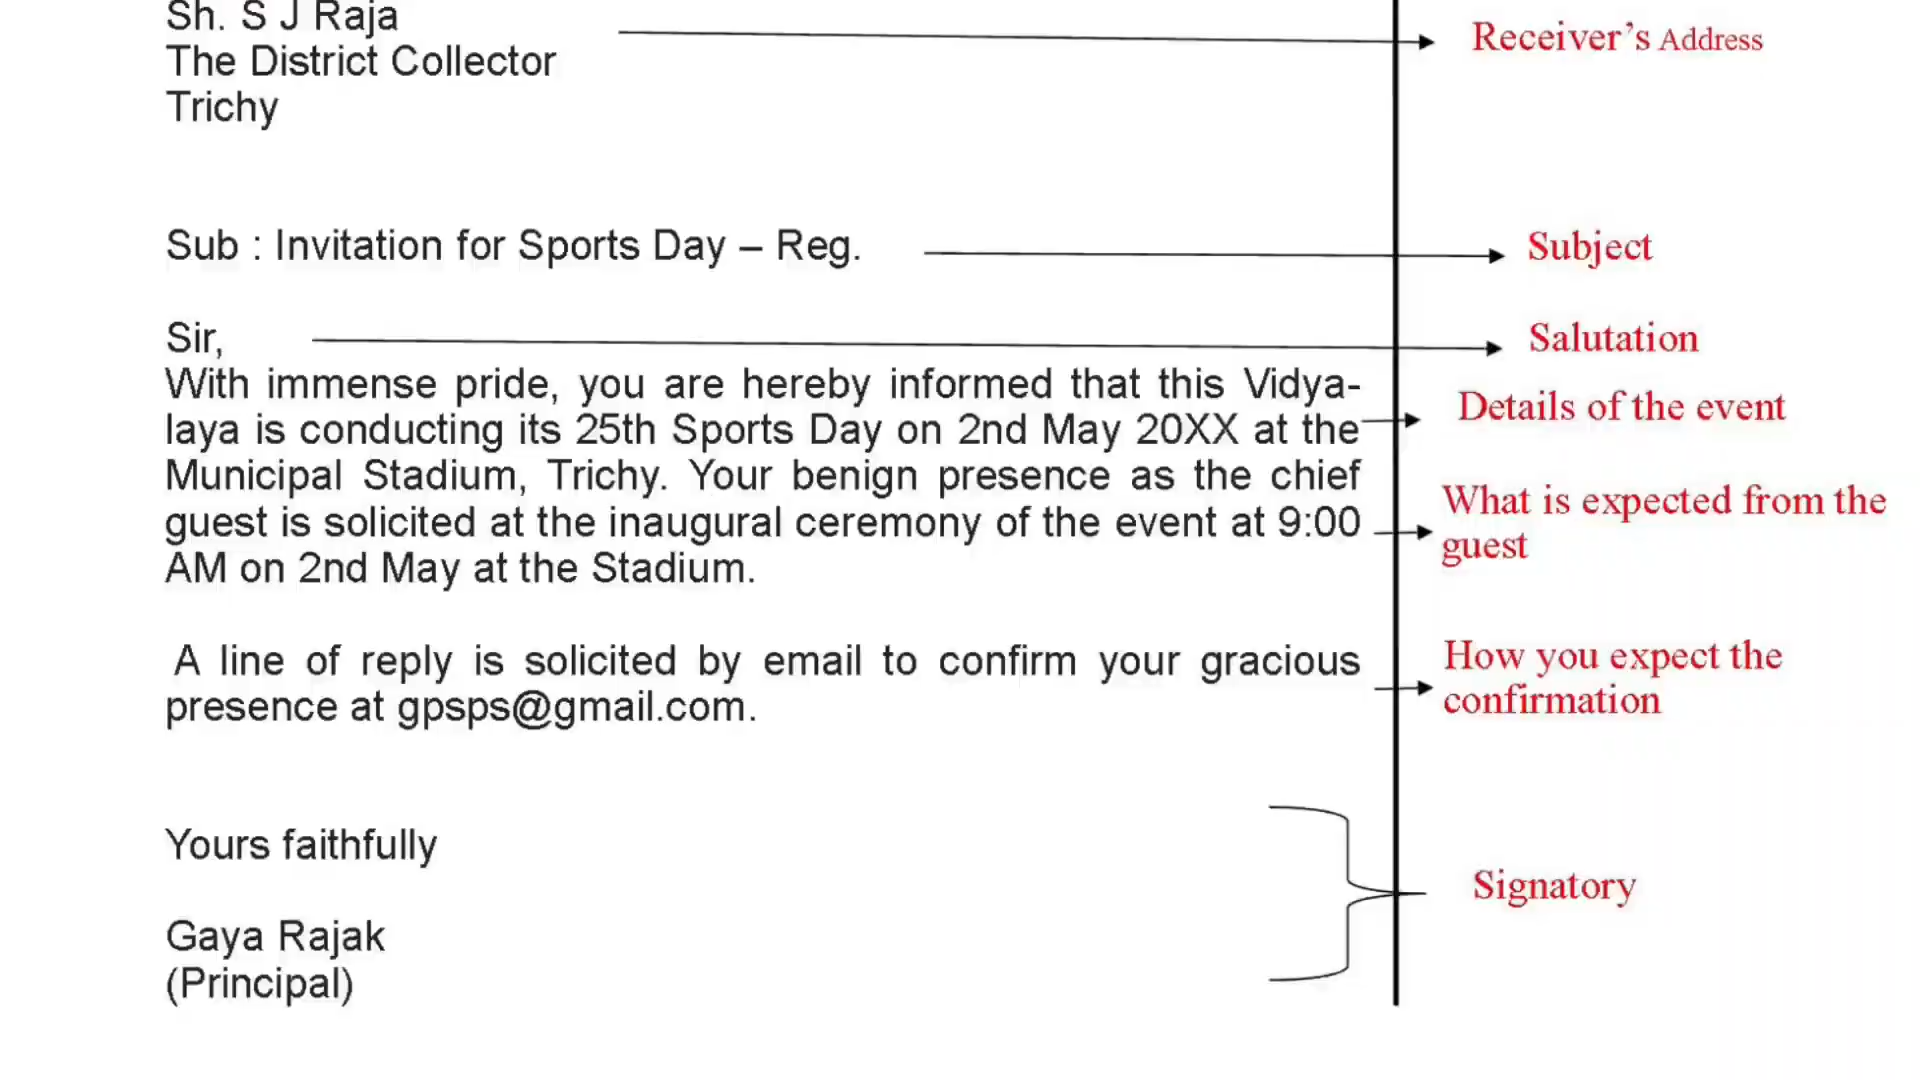 Sh. S J Raja
The District Collector
Trichy
Receiver's Address
Sub : Invitation for Sports Day – Reg.
Subject
Sir,
Salutation
With immense pride, you are hereby informed that this Vidya-
laya is conducting its 25th Sports Day on 2nd May 20XX at the
Municipal Stadium, Trichy. Your benign presence as the chief
guest is solicited at the inaugural ceremony of the event at 9:00
AM on 2nd May at the Stadium.
Details of the event
What is expected from the
guest
A line of reply is solicited by email to confirm your gracious
presence at gpsps@gmail.com.
How you expect the
confirmation
Yours faithfully
Gaya Rajak
(Principal)
Signatory